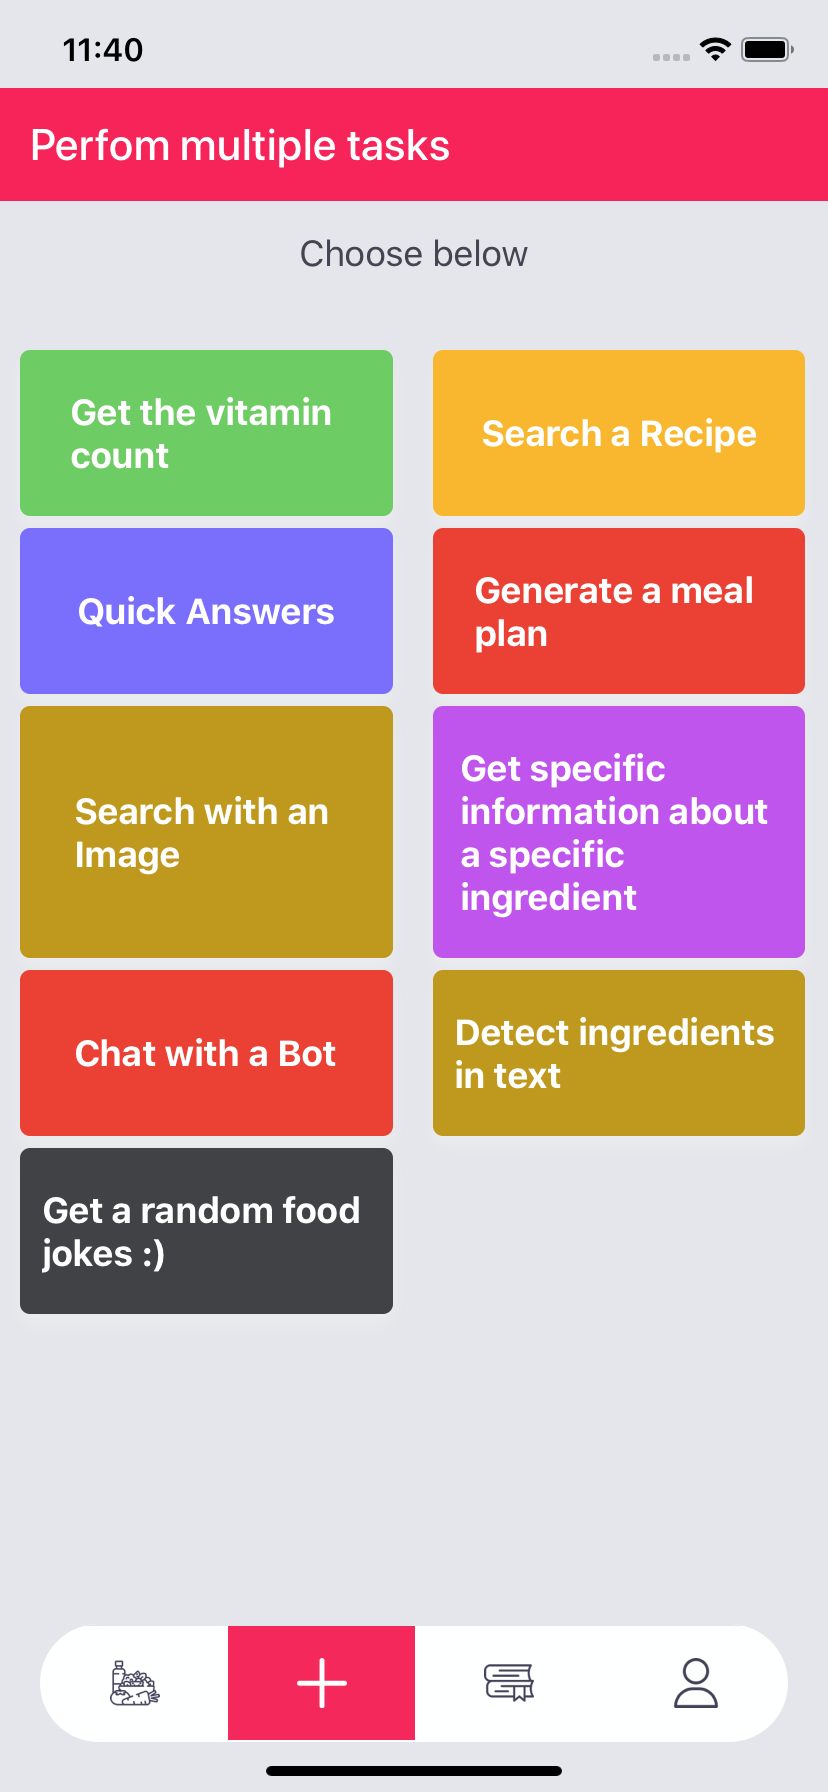 11:40
Perfom multiple tasks
Choose below
Get the vitamin
count
Search a Recipe
Quick Answers
Generate a meal
plan
Search with an
Image
Get specific
information about
a specific
ingredient
Chat with a Bot
Detect ingredients
in text
Get a random food
jokes :)